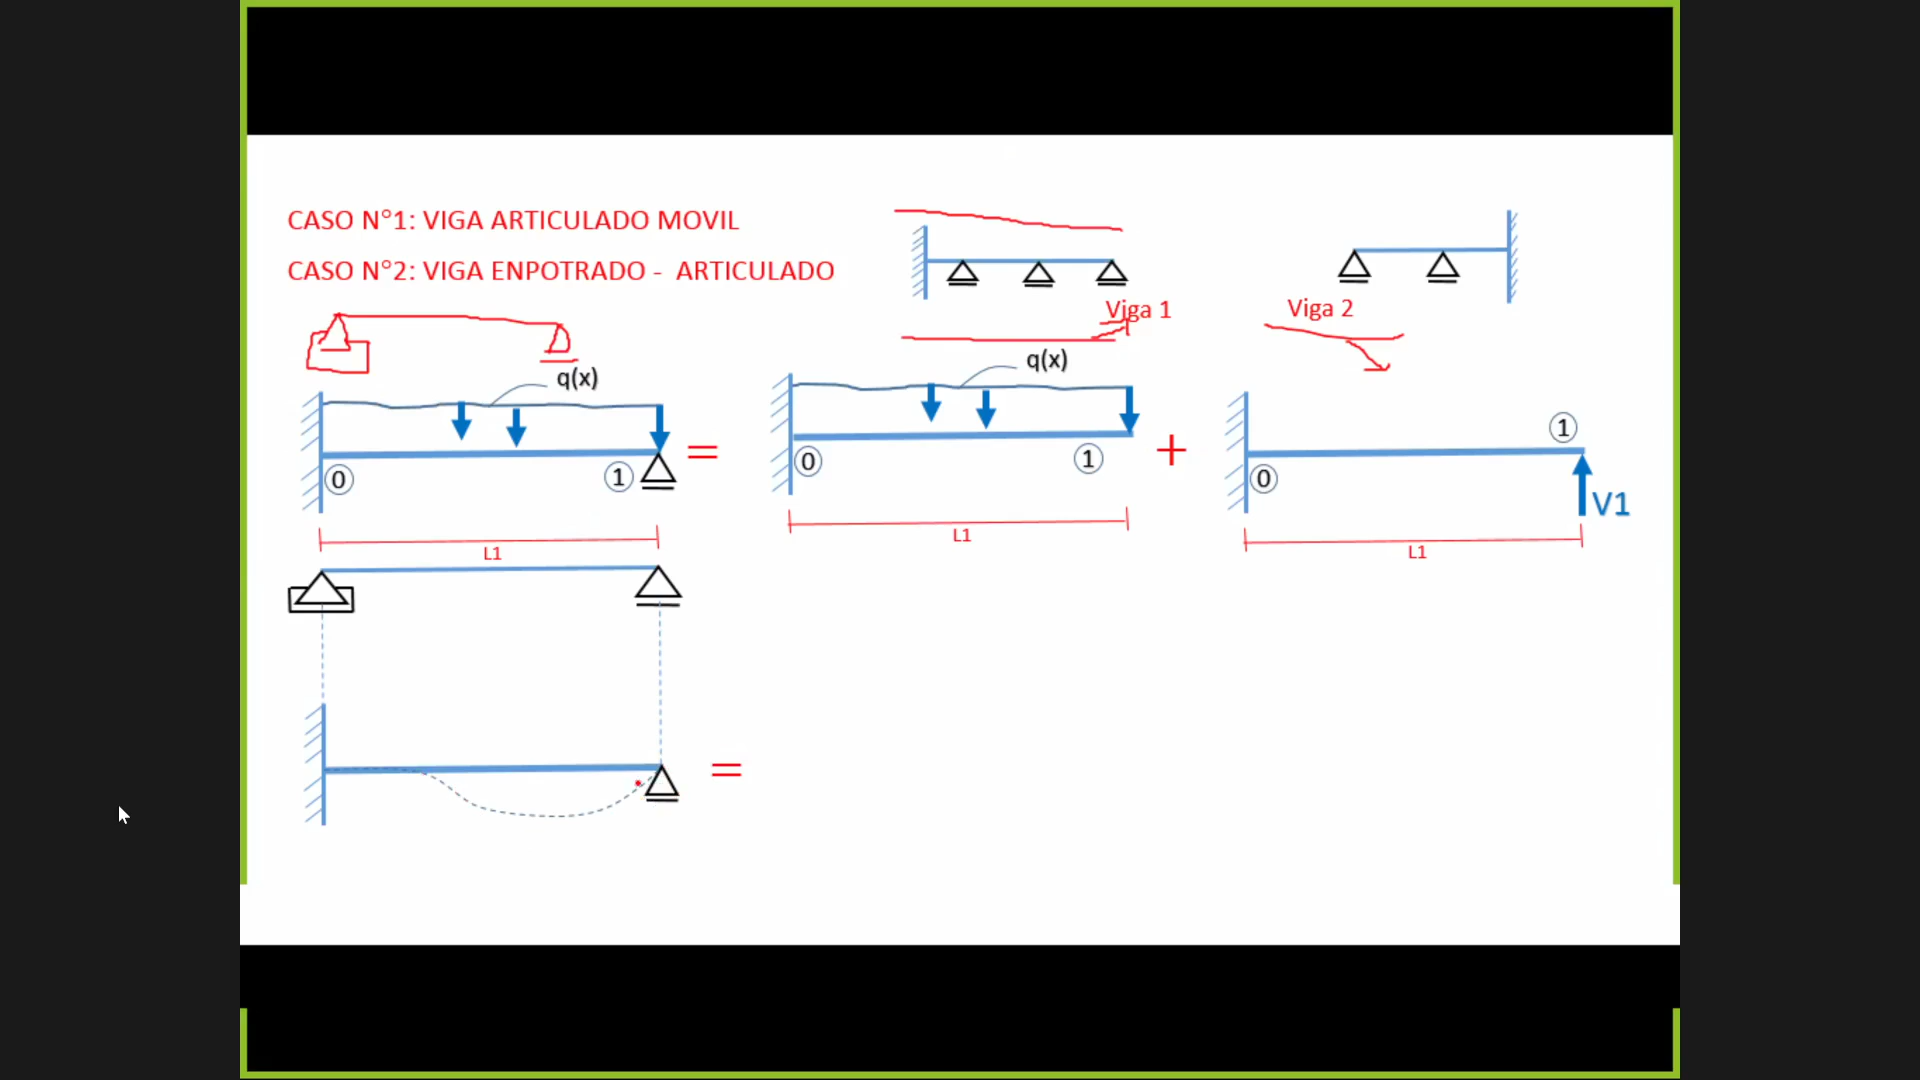 CASO N°1: VIGA ARTICULADO MOVIL
CASO N°2: VIGA ENPOTRADO - ARTICULADO
Viga 1
Viga 2
q(x)
0
1
L1
=
q(x)
0
1
L1
+
0
1
V1
L1
=